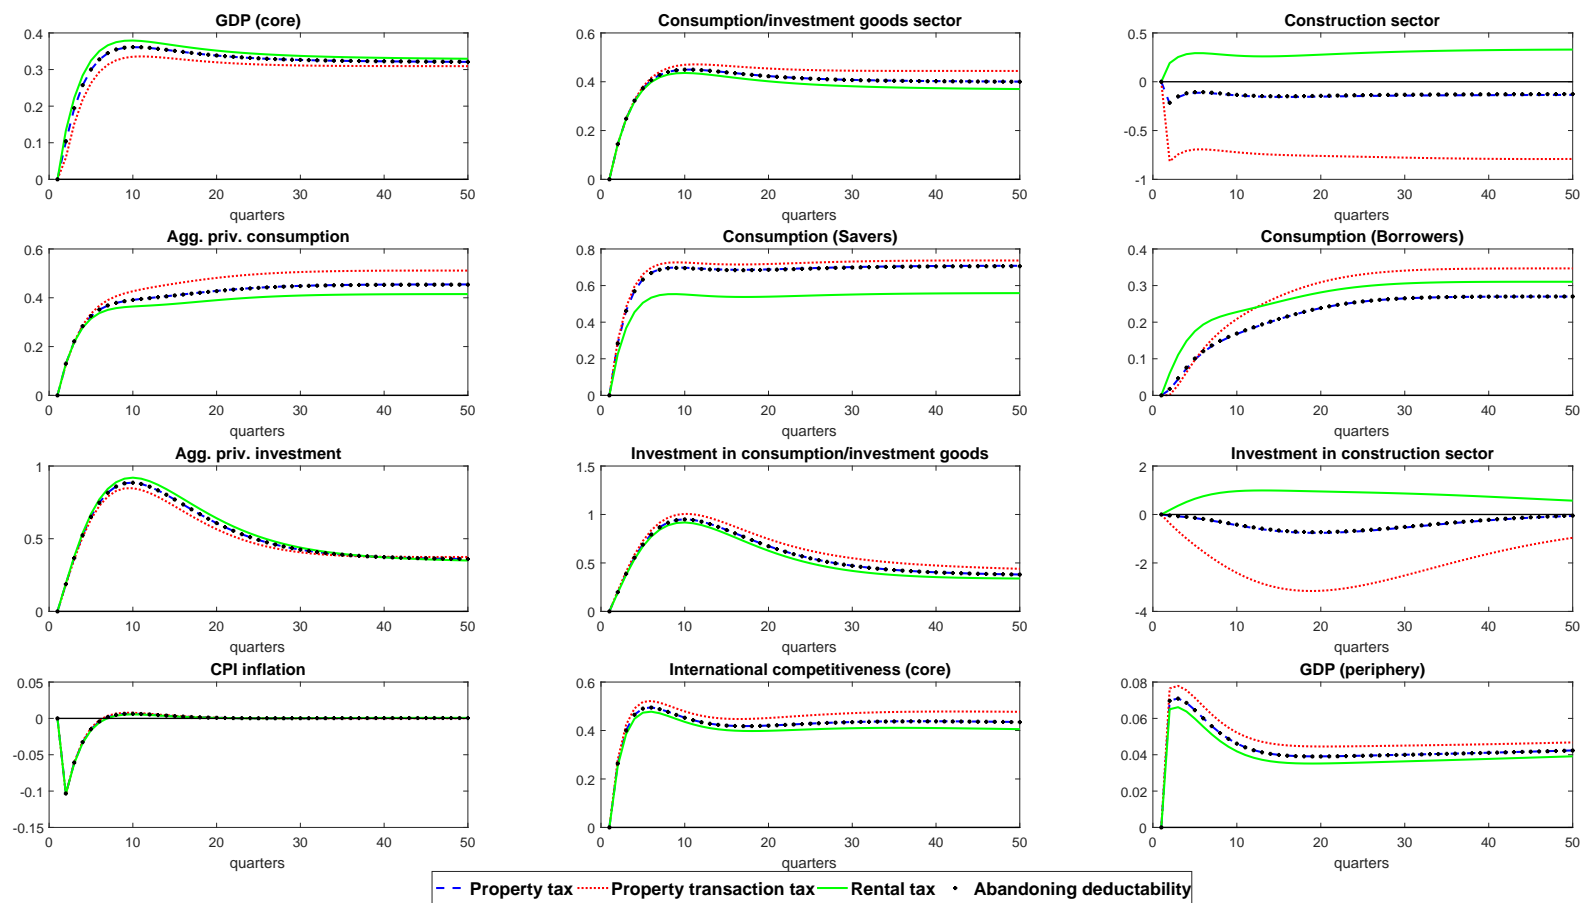 GDP (core)
0.4
0.3
0.2
0.1
0
0 10 20 30 40 50
quarters
Consumption/investment goods sector
0.6
0.4
0.2
0
0 10 20 30 40 50
quarters
Construction sector
0.5
0
-0.5
-1
0 10 20 30 40 50
quarters
Agg. priv. consumption
0.6
0.4
0.2
0
0 10 20 30 40 50
quarters
Consumption (Savers)
0.8
0.6
0.4
0.2
0
0 10 20 30 40 50
quarters
Consumption (Borrowers)
0.4
0.3
0.2
0.1
0
0 10 20 30 40 50
quarters
Agg. priv. investment
1
0.5
0
0 10 20 30 40 50
quarters
Investment in consumption/investment goods
1.5
1
0.5
0
0 10 20 30 40 50
quarters
Investment in construction sector
2
0
-2
-4
0 10 20 30 40 50
quarters
CPI inflation
0.05
0
-0.05
-0.1
-0.15
0 10 20 30 40 50
quarters
International competitiveness (core)
0.6
0.4
0.2
0
0 10 20 30 40 50
quarters
GDP (periphery)
0.08
0.06
0.04
0.02
0
0 10 20 30 40 50
quarters
Property tax Property transaction tax Rental tax Abandoning deductability